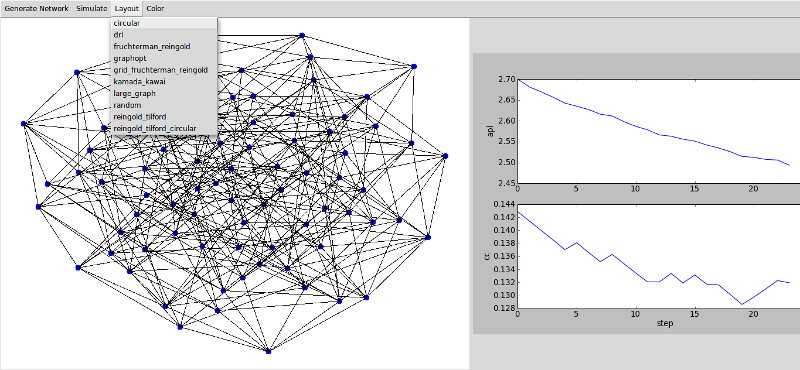 Generate Network Simulate Layout Color
circular
drl
fruchterman_reingold
graphopt
grid_fruchterman_reingold
kamada_kawai
large_graph
random
reingold_tilford
reingold_tilford_circular
2.70
2.65
2.60
2.55
2.50
2.45
apl
0 5 10 15 20
0.144
0.142
0.140
0.138
0.136
0.134
0.132
0.130
0.128
cc
0 5 10 15 20
step